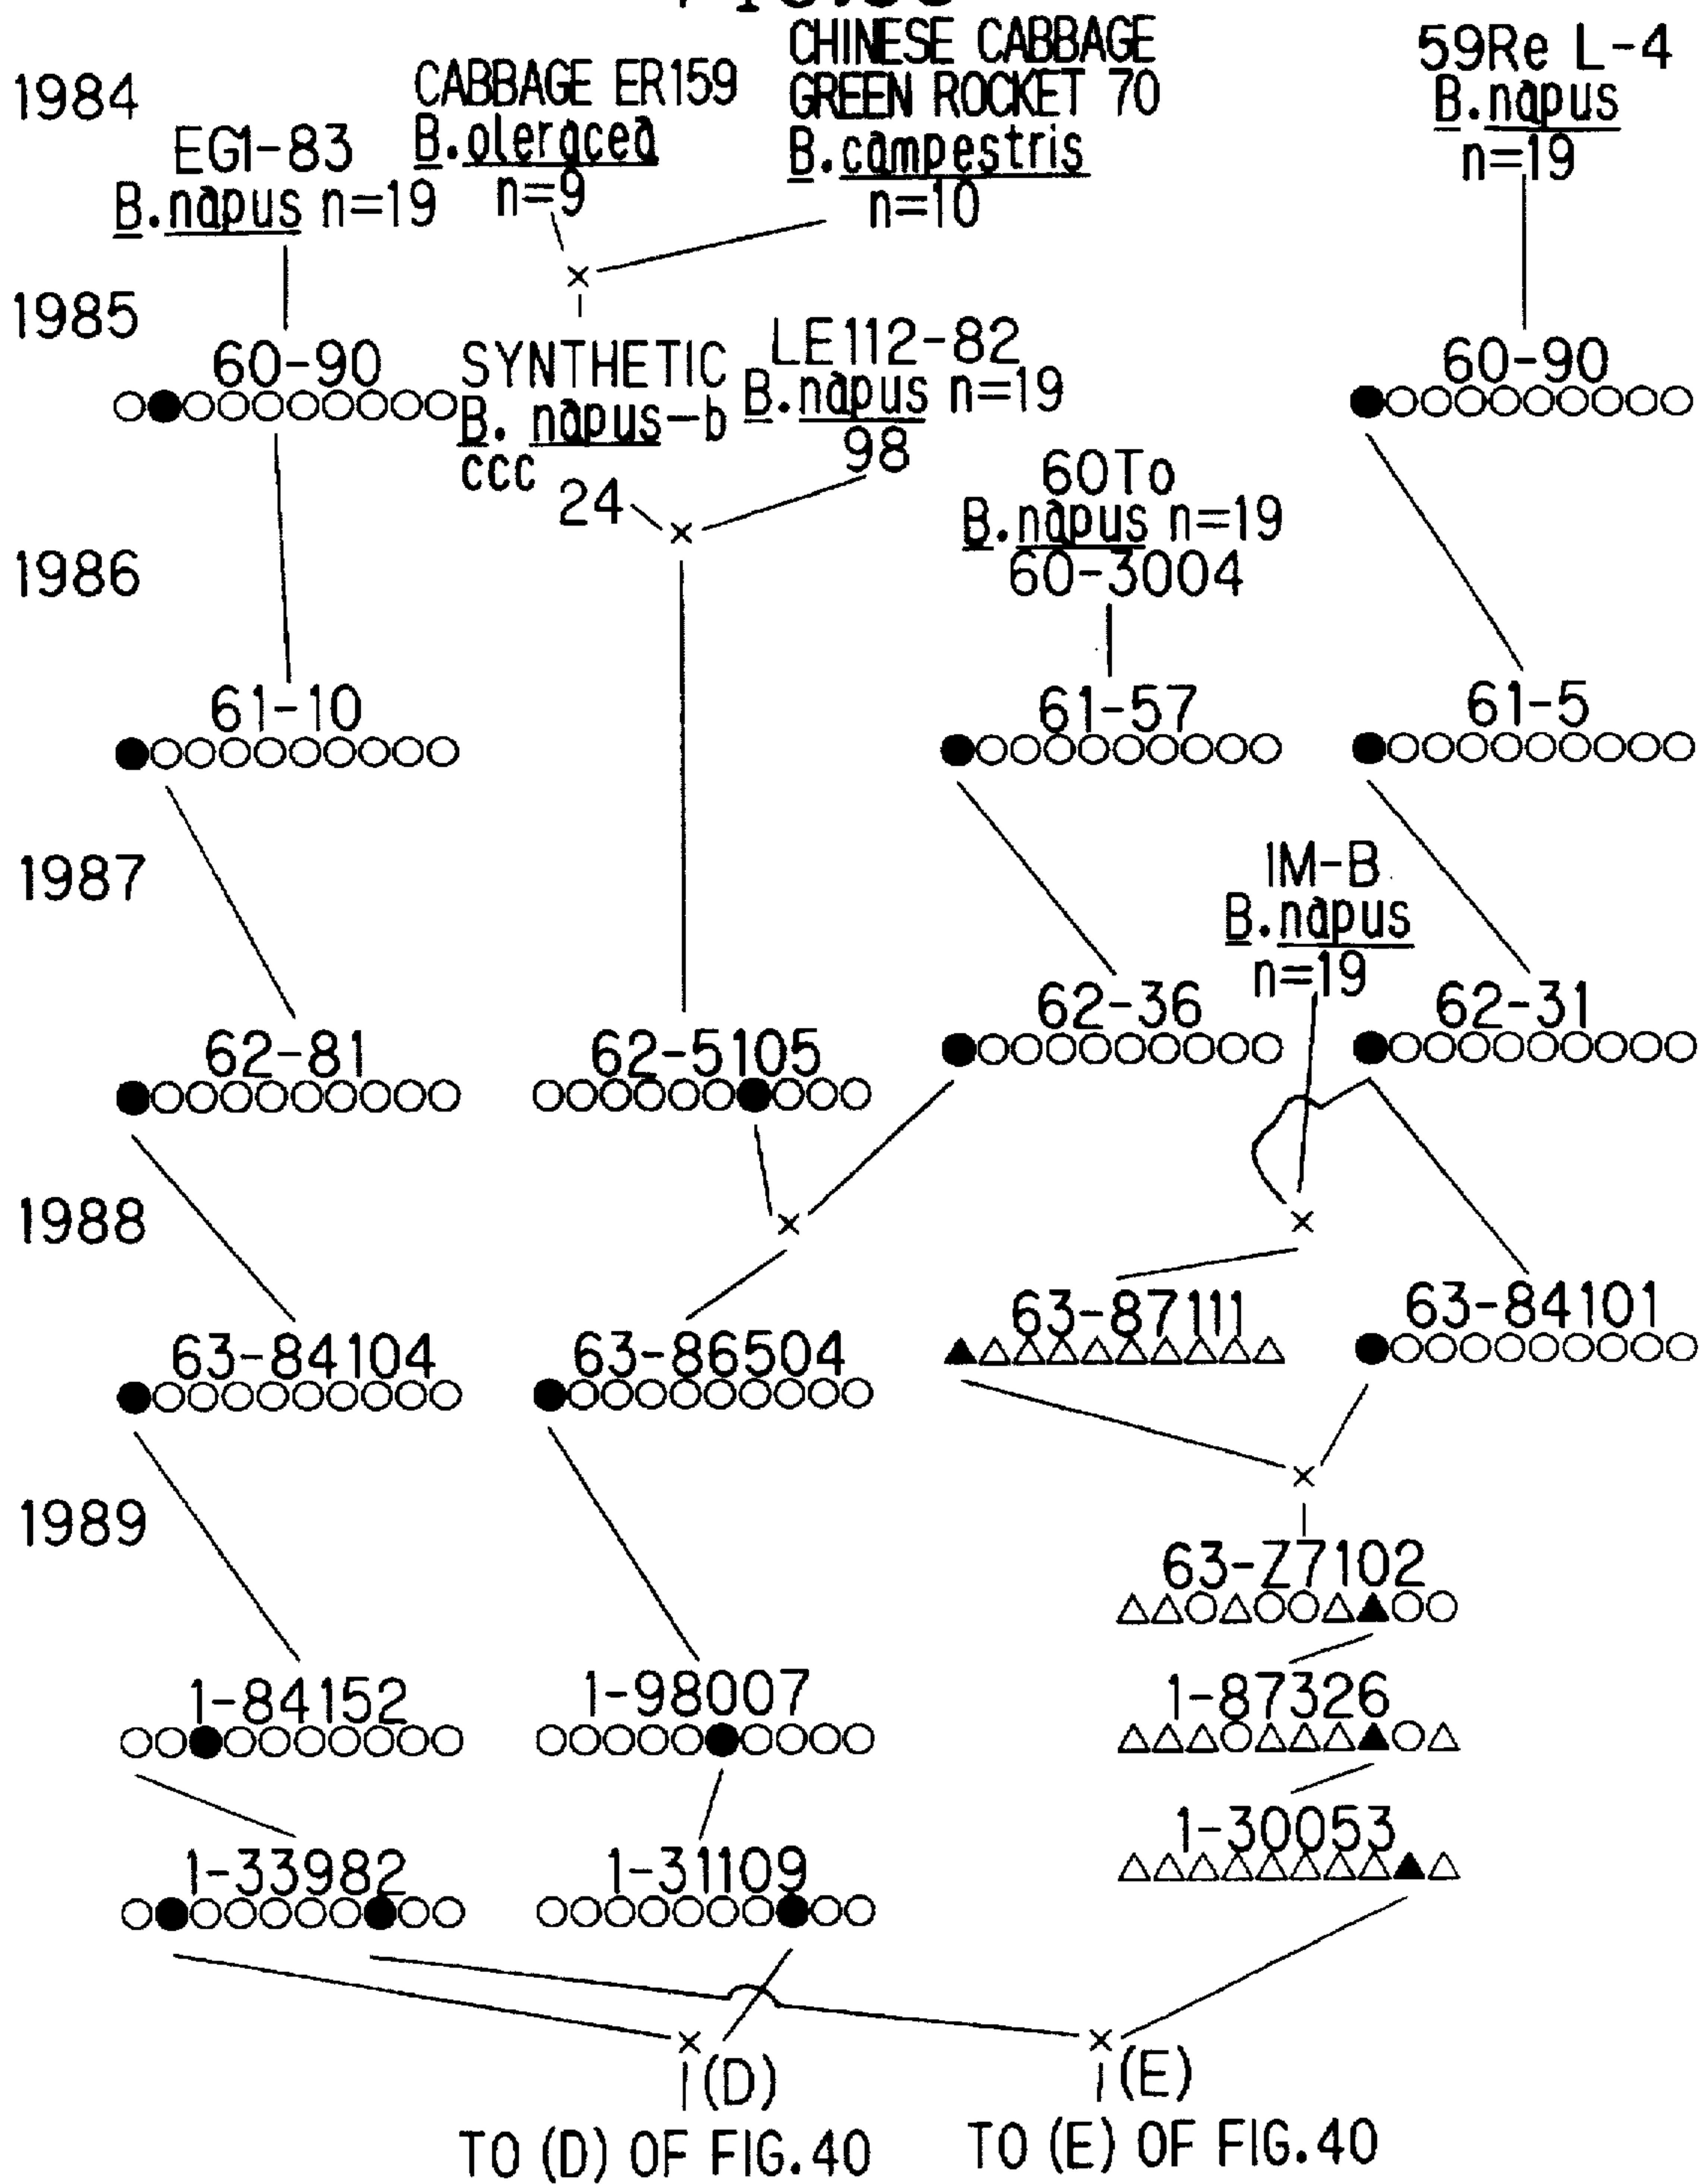 1984
EG1-83
B.napus n=19
CABBAGE ER159
B.oleracea
n=9
CHINESE CABBAGE
GREEN ROCKET 70
B.campestris
n=10
59Re L-4
B.napus
n=19
×
1985
60-90
SYNTHETIC
B. napus-b
ccc
24
LE112-82
B.napus n=19
98
60-90
×
60To
B.napus n=19
60-3004
1986
61-10
61-57
61-5
1987
IM-B
B.napus
n=19
62-81
62-5105
62-36
62-31
1988
×
×
63-84104
63-86504
63-87111
63-84101
×
1989
63-Z7102
1-84152
1-98007
1-87326
1-33982
1-31109
1-30053
×
(D)
×
(E)
TO (D) OF FIG.40
TO (E) OF FIG.40